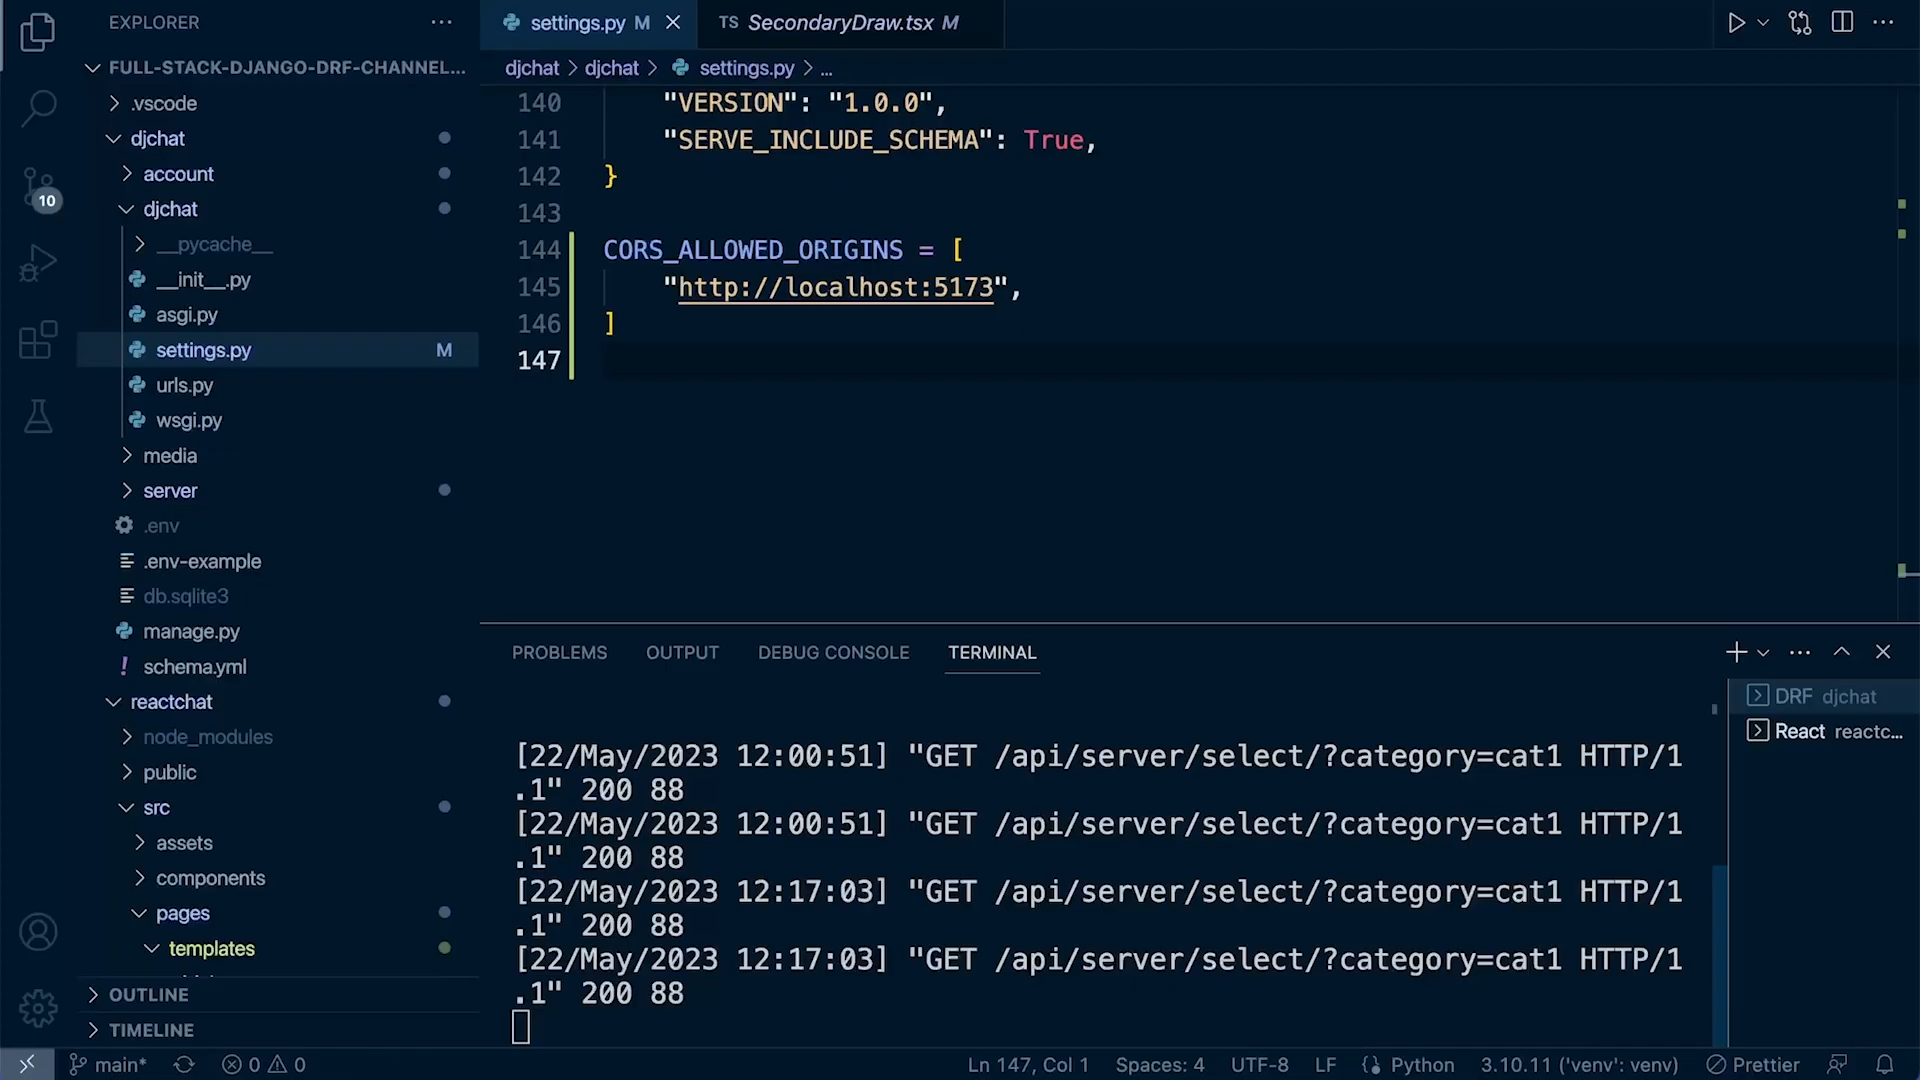 EXPLORER
FULL-STACK-DJANGO-DRF-CHANNEL...
.vscode
djchat
account
djchat
__pycache__
__init__.py
asgi.py
settings.py M
urls.py
wsgi.py
media
server
.env
.env-example
db.sqlite3
manage.py
! schema.yml
reactchat
node_modules
public
src
assets
components
pages
templates
OUTLINE
TIMELINE
10
settings.py M
TS SecondaryDraw.tsx M
djchat > djchat > settings.py > ...
140 "VERSION": "1.0.0",
141 "SERVE_INCLUDE_SCHEMA": True,
142 }
143
144 CORS_ALLOWED_ORIGINS = [
145 "http://localhost:5173",
146 ]
147
PROBLEMS OUTPUT DEBUG CONSOLE TERMINAL
[22/May/2023 12:00:51] "GET /api/server/select/?category=cat1 HTTP/1
.1" 200 88
[22/May/2023 12:00:51] "GET /api/server/select/?category=cat1 HTTP/1
.1" 200 88
[22/May/2023 12:17:03] "GET /api/server/select/?category=cat1 HTTP/1
.1" 200 88
[22/May/2023 12:17:03] "GET /api/server/select/?category=cat1 HTTP/1
.1" 200 88
DRF djchat
React reactc...
main* 0 0 Ln 147, Col 1 Spaces: 4 UTF-8 LF Python 3.10.11 ('venv': venv) Prettier